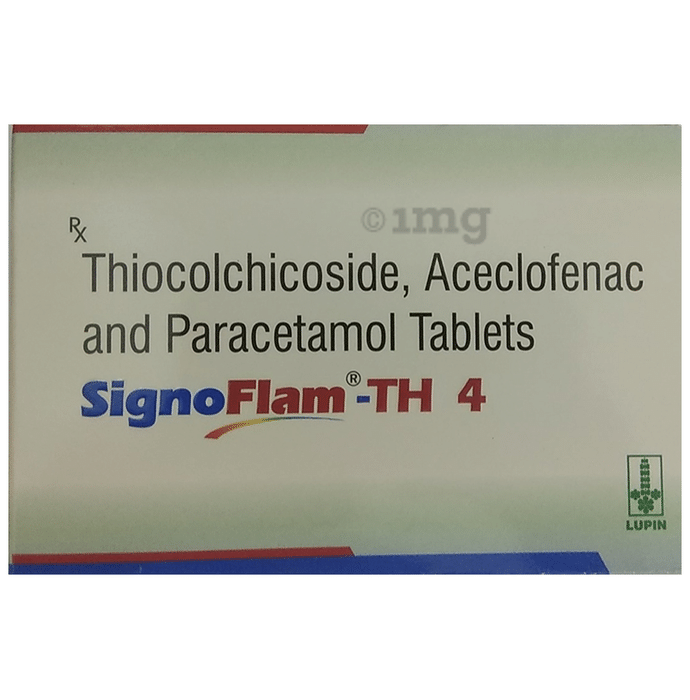 ©1mg
Rx
Thiocolchicoside, Aceclofenac
and Paracetamol Tablets
SignoFlam®-TH 4
LUPIN